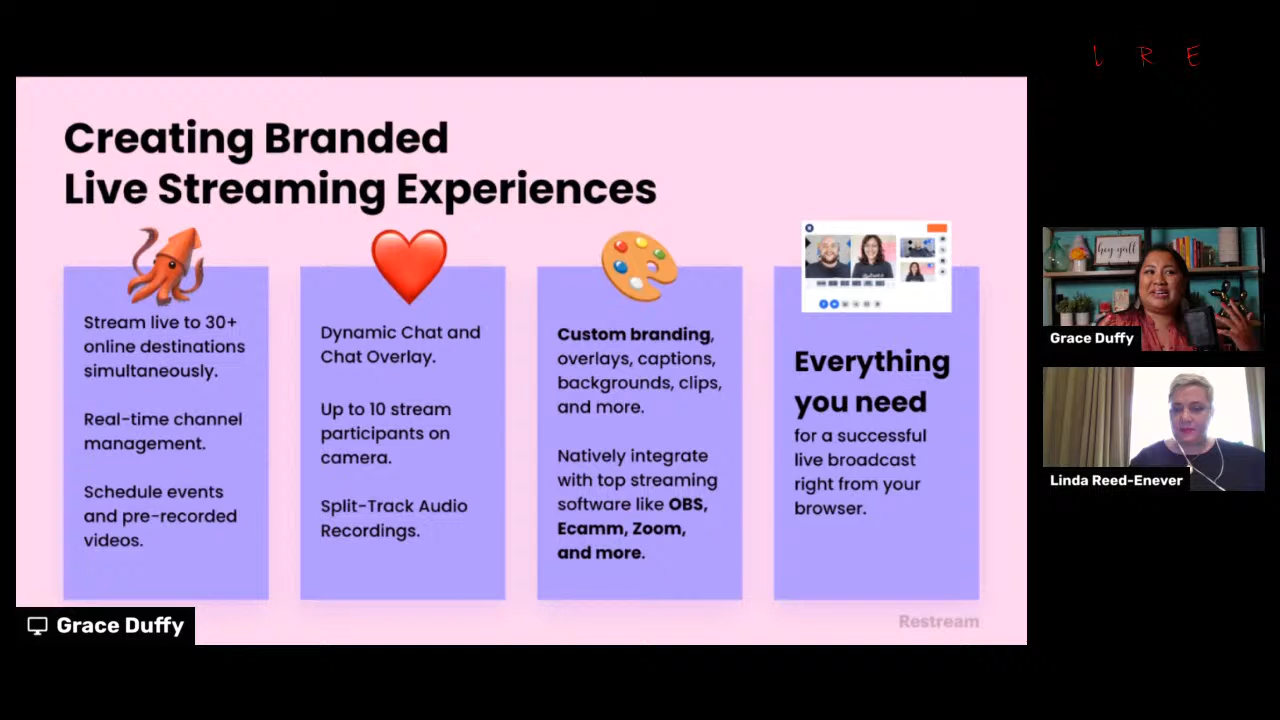 L R E
Creating Branded
Live Streaming Experiences
Stream live to 30+
online destinations
simultaneously.
Real-time channel
management.
Schedule events
and pre-recorded
videos.
Dynamic Chat and
Chat Overlay.
Up to 10 stream
participants on
camera.
Split-Track Audio
Recordings.
Custom branding,
overlays, captions,
backgrounds, clips,
and more.
Natively integrate
with top streaming
software like OBS,
Ecamm, Zoom,
and more.
Everything
you need
for a successful
live broadcast
right from your
browser.
Restream
Grace Duffy
hey y'all
Grace Duffy
Linda Reed-Enever